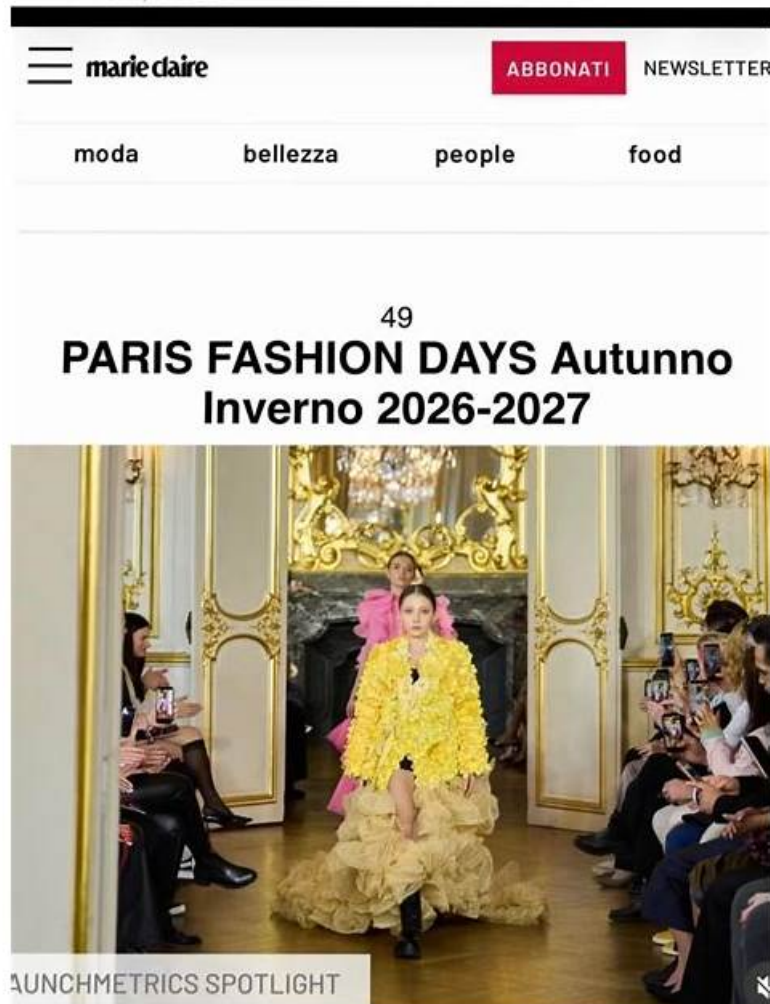 marie claire
ABBONATI NEWSLETTER
moda bellezza people food
49
PARIS FASHION DAYS Autunno
Inverno 2026-2027
AUNCHMETRICS SPOTLIGHT